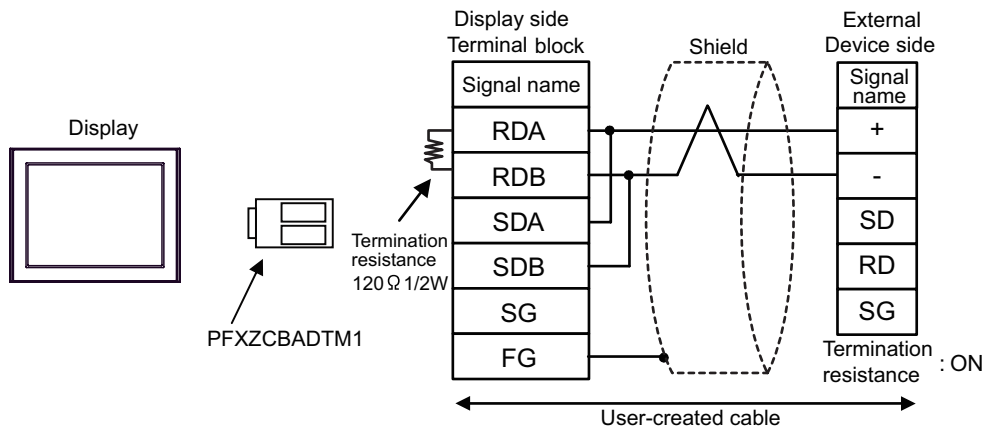 Display side
Terminal block
Shield
External
Device side
Signal name
Signal
name
Display
RDA
+
RDB
-
SDA
SD
Termination
resistance
120Ω 1/2W
SDB
RD
SG
SG
PFXZCBADTM1
FG
Termination
resistance : ON
User-created cable